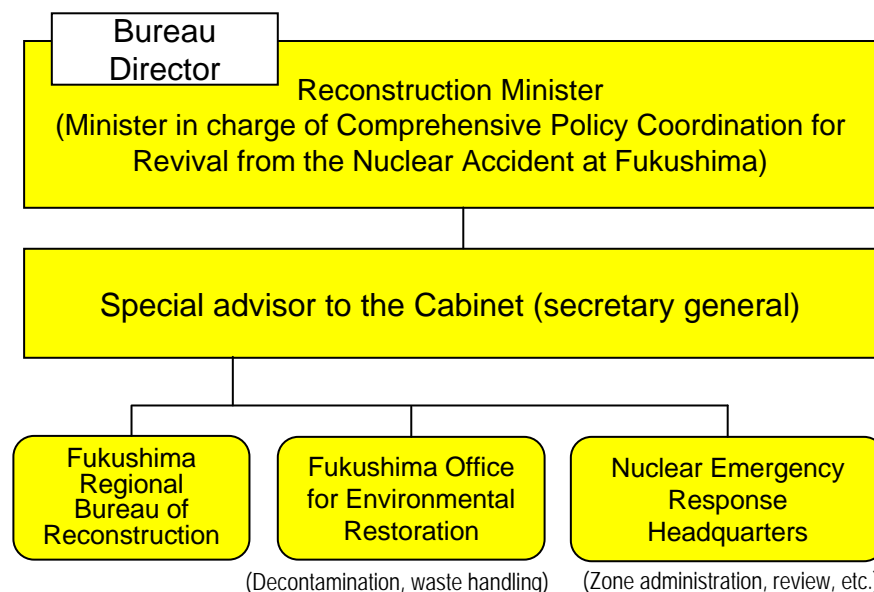 Bureau
Director
Reconstruction Minister
(Minister in charge of Comprehensive Policy Coordination for
Revival from the Nuclear Accident at Fukushima)
Special advisor to the Cabinet (secretary general)
Fukushima
Regional
Bureau of
Reconstruction
Fukushima Office
for Environmental
Restoration
Nuclear Emergency
Response
Headquarters
(Decontamination, waste handling)
(Zone administration, review, etc.)